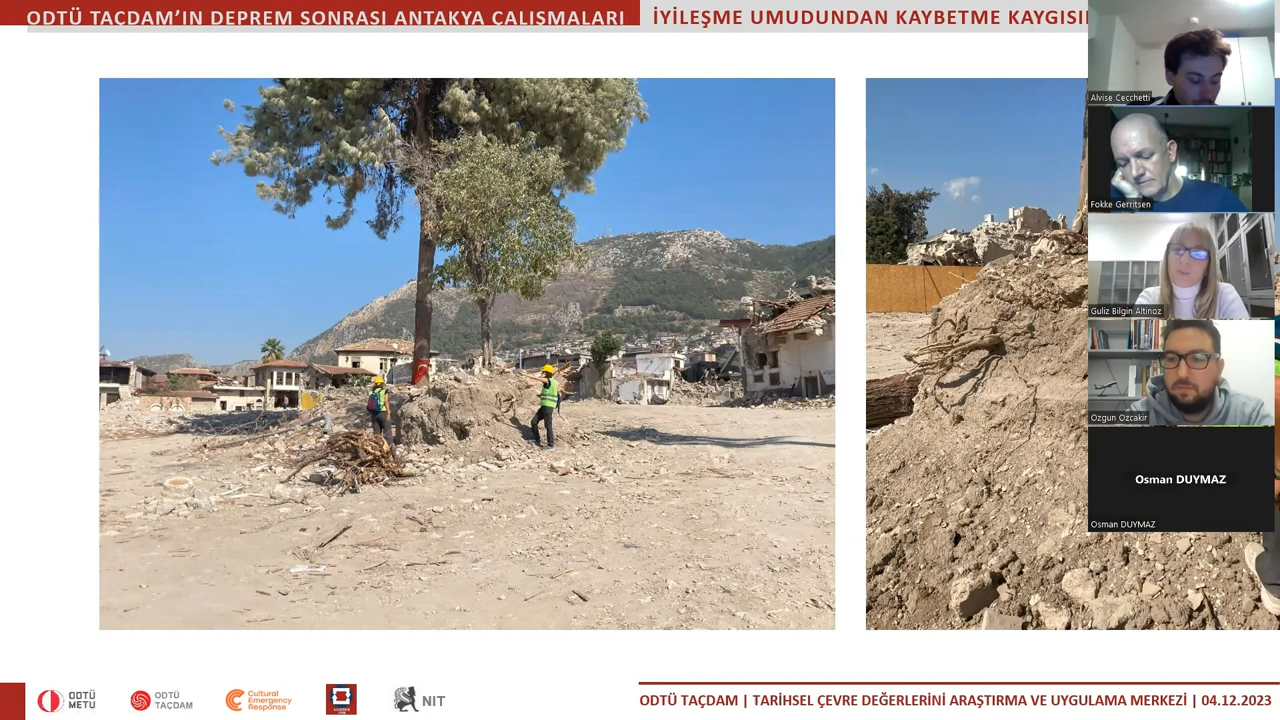 ODTÜ TAÇDAM'IN DEPREM SONRASI ANTAKYA ÇALIŞMALARI
İYİLEŞME UMUDUNDAN KAYBETME KAYGISI
Alvise Cecchetti
Fokke Gerritsen
Guliz Bilgin Altinoz
Ozgun Ozcakir
Osman DUYMAZ
Osman DUYMAZ
ODTÜ
METU
ODTÜ
TAÇDAM
Cultural
Emergency
Response
NIT
ODTÜ TAÇDAM | TARİHSEL ÇEVRE DEĞERLERİNİ ARAŞTIRMA VE UYGULAMA MERKEZİ | 04.12.2023